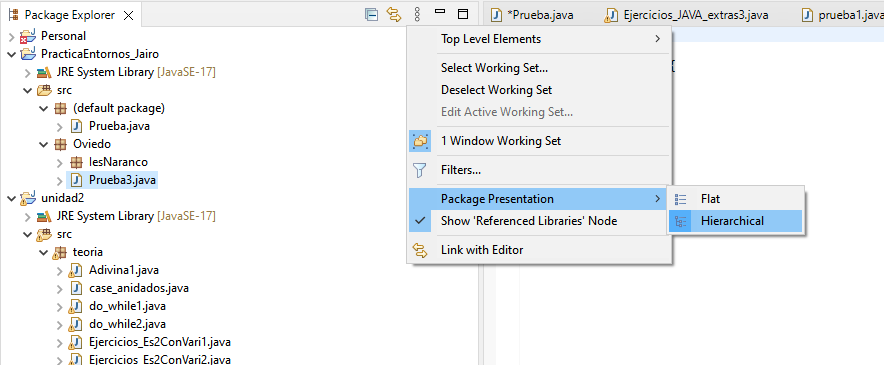 Package Explorer
*Prueba.java
Ejercicios_JAVA_extras3.java
prueba1.java
Personal
PracticaEntornos_Jairo
JRE System Library [JavaSE-17]
src
(default package)
Prueba.java
Oviedo
IesNaranco
Prueba3.java
unidad2
JRE System Library [JavaSE-17]
src
teoria
Adivina1.java
case_anidados.java
do_while1.java
do_while2.java
Ejercicios_Es2ConVari1.java
Ejercicios_Es2ConVari2.java
Top Level Elements
Select Working Set...
Deselect Working Set
Edit Active Working Set...
1 Window Working Set
Filters...
Package Presentation
Show 'Referenced Libraries' Node
Link with Editor
Flat
Hierarchical
{